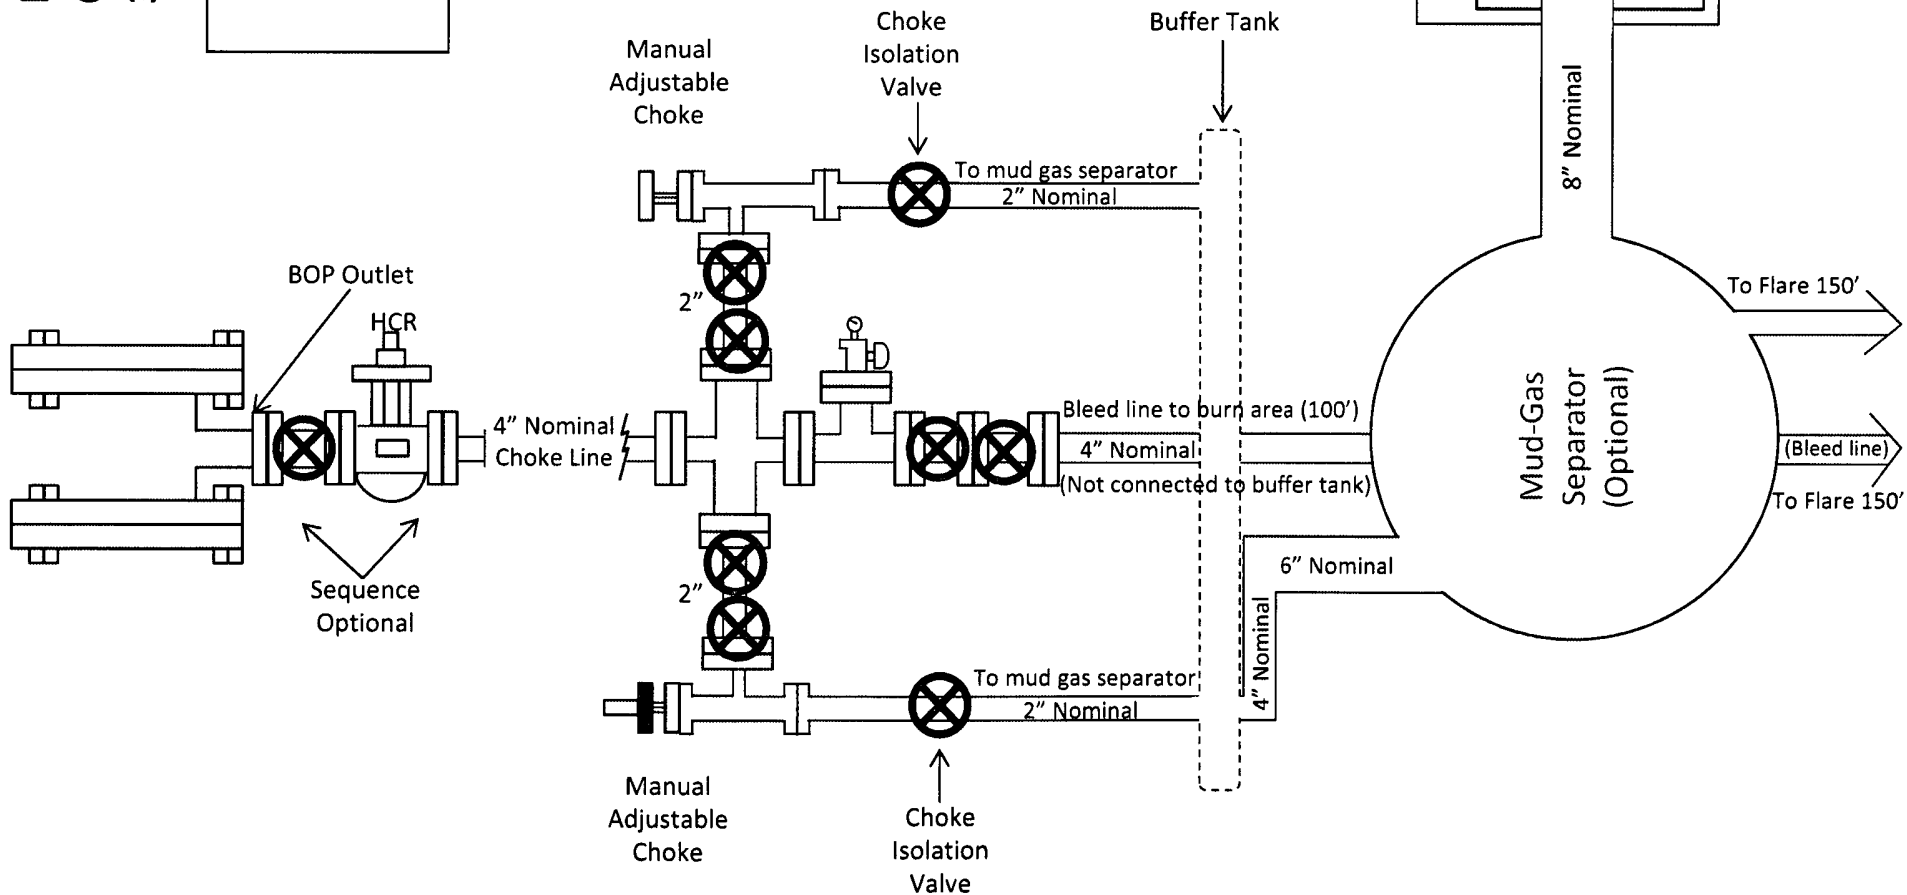 Manual
Adjustable
Choke
Choke
Isolation
Valve
Buffer Tank
8" Nominal
To mud gas separator
2" Nominal
BOP Outlet
HCR
2"
To Flare 150'
4" Nominal
Choke Line
Bleed line to burn area (100')
4" Nominal
(Not connected to buffer tank)
Mud-Gas
Separator
(Optional)
(Bleed line)
To Flare 150'
Sequence
Optional
2"
6" Nominal
4" Nominal
To mud gas separator
2" Nominal
Manual
Adjustable
Choke
Choke
Isolation
Valve